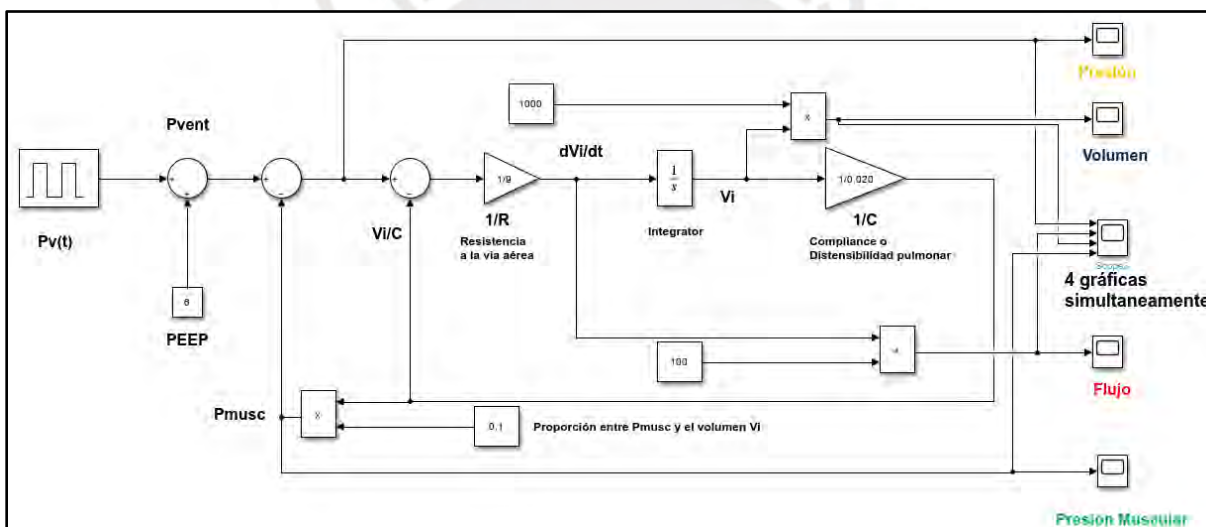 Presión
1000
x
Volumen
Pvent
dVi/dt
1/9
1
s
1/0.020
Vi
Pv(t)
Vi/C
1/R
Integrator
1/C
Resistencia
a la via aérea
Compliance o
Distensibilidad pulmonar
4 gráficas
simultaneamente
PEEP
100
Flujo
Pmusc
x
0.1
Proporción entre Pmusc y el volumen Vi
Presion Muscular